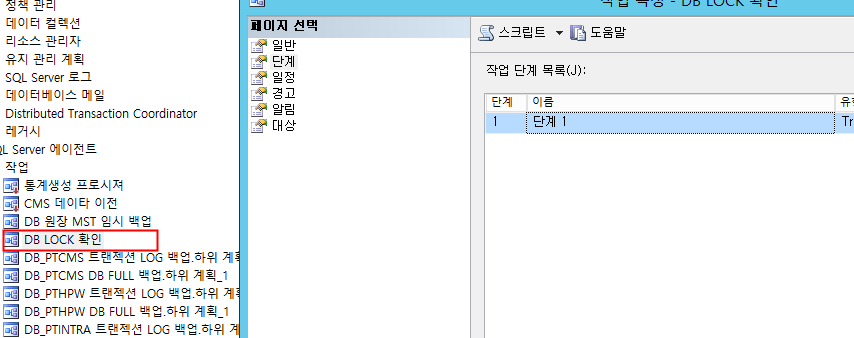 정책 관리
데이터 컬렉션
리소스 관리자
유지 관리 계획
SQL Server 로그
데이터베이스 메일
Distributed Transaction Coordinator
레거시
QL Server 에이전트
작업
통계생성 프로시져
CMS 데이타 이전
DB 원장 MST 임시 백업
DB LOCK 확인
DB_PTCMS 트랜젝션 LOG 백업.하위 계획
DB_PTCMS DB FULL 백업.하위 계획_1
DB_PTHPW 트랜젝션 LOG 백업.하위 계획
DB_PTHPW DB FULL 백업.하위 계획_1
DB_PTINTRA 트랜젝션 LOG 백업.하위 계
작업 속성 - DB LOCK 확인
페이지 선택
일반
단계
일정
경고
알림
대상
스크립트
도움말
작업 단계 목록(J):
단계 이름 유형
1 단계 1 Tr